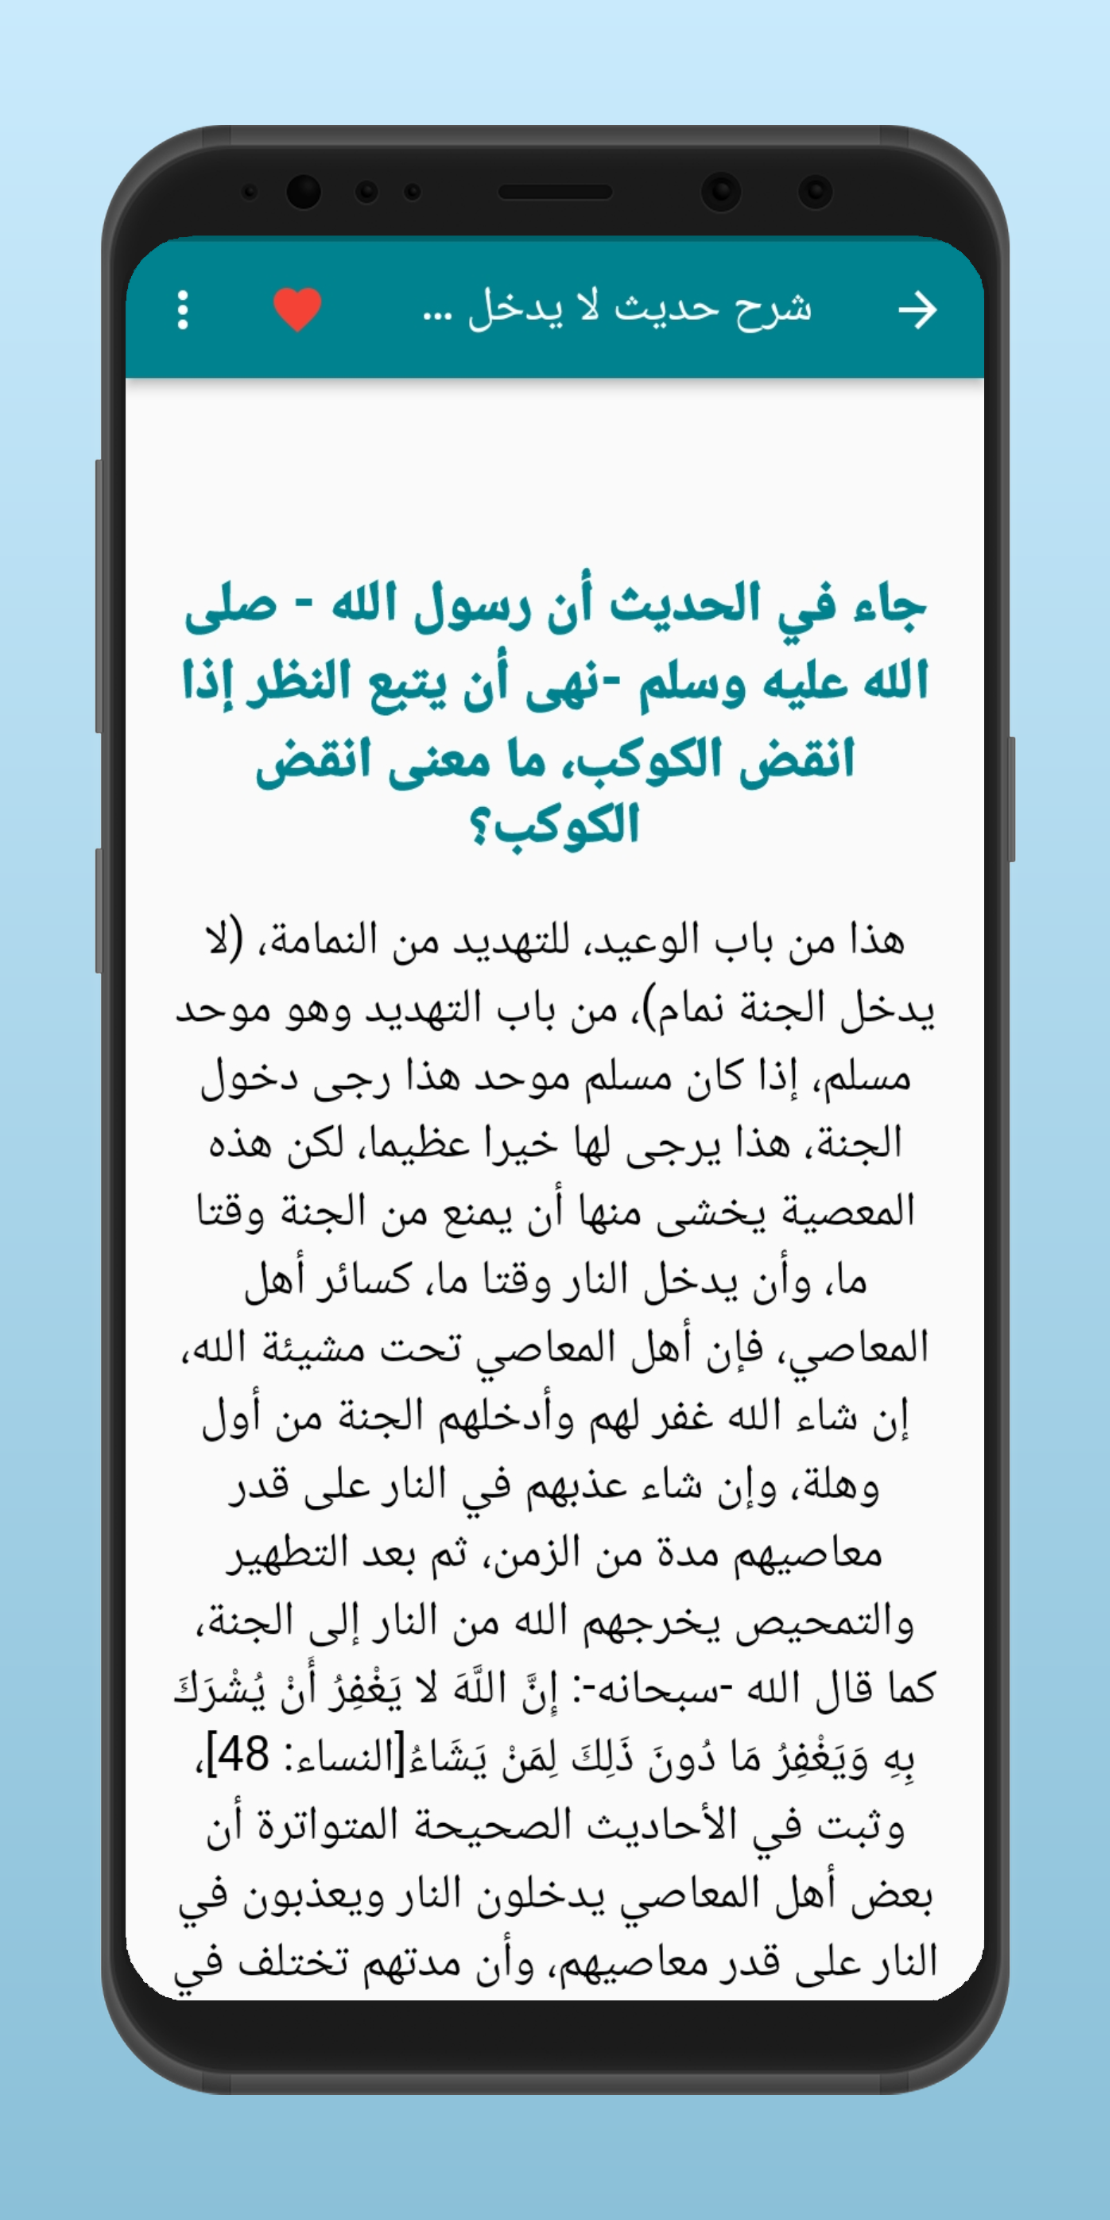 شرح حديث لا يدخل ...
جاء في الحديث أن رسول الله - صلى
الله عليه وسلم -نهى أن يتبع النظر إذا
انقض الكوكب، ما معنى انقض
الكوكب؟
هذا من باب الوعيد، للتهديد من النمامة، (لا
يدخل الجنة نمام)، من باب التهديد وهو موحد
مسلم، إذا كان مسلم موحد هذا رجى دخول
الجنة، هذا يرجى لها خيرا عظيما، لكن هذه
المعصية يخشى منها أن يمنع من الجنة وقتا
ما، وأن يدخل النار وقتا ما، كسائر أهل
المعاصي، فإن أهل المعاصي تحت مشيئة الله،
إن شاء الله غفر لهم وأدخلهم الجنة من أول
وهلة، وإن شاء عذبهم في النار على قدر
معاصيهم مدة من الزمن، ثم بعد التطهير
والتمحيص يخرجهم الله من النار إلى الجنة،
كما قال الله -سبحانه-: إِنَّ اللَّهَ لا يَغْفِرُ أَنْ يُشْرَكَ
بِهِ وَيَغْفِرُ مَا دُونَ ذَلِكَ لِمَنْ يَشَاءُ[النساء: 48]،
وثبت في الأحاديث الصحيحة المتواترة أن
بعض أهل المعاصي يدخلون النار ويعذبون في
النار على قدر معاصيهم، وأن مدتهم تختلف في